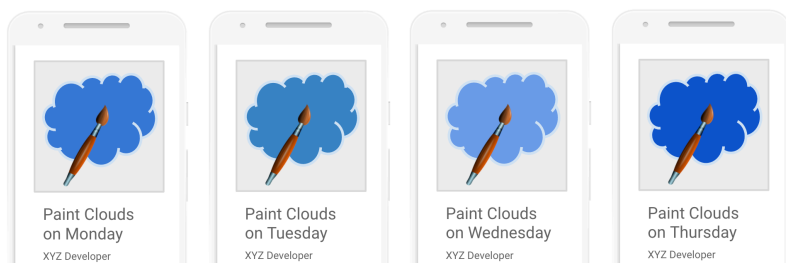 Paint Clouds
on Monday
XYZ Developer
Paint Clouds
on Tuesday
XYZ Developer
Paint Clouds
on Wednesday
XYZ Developer
Paint Clouds
on Thursday
XYZ Developer